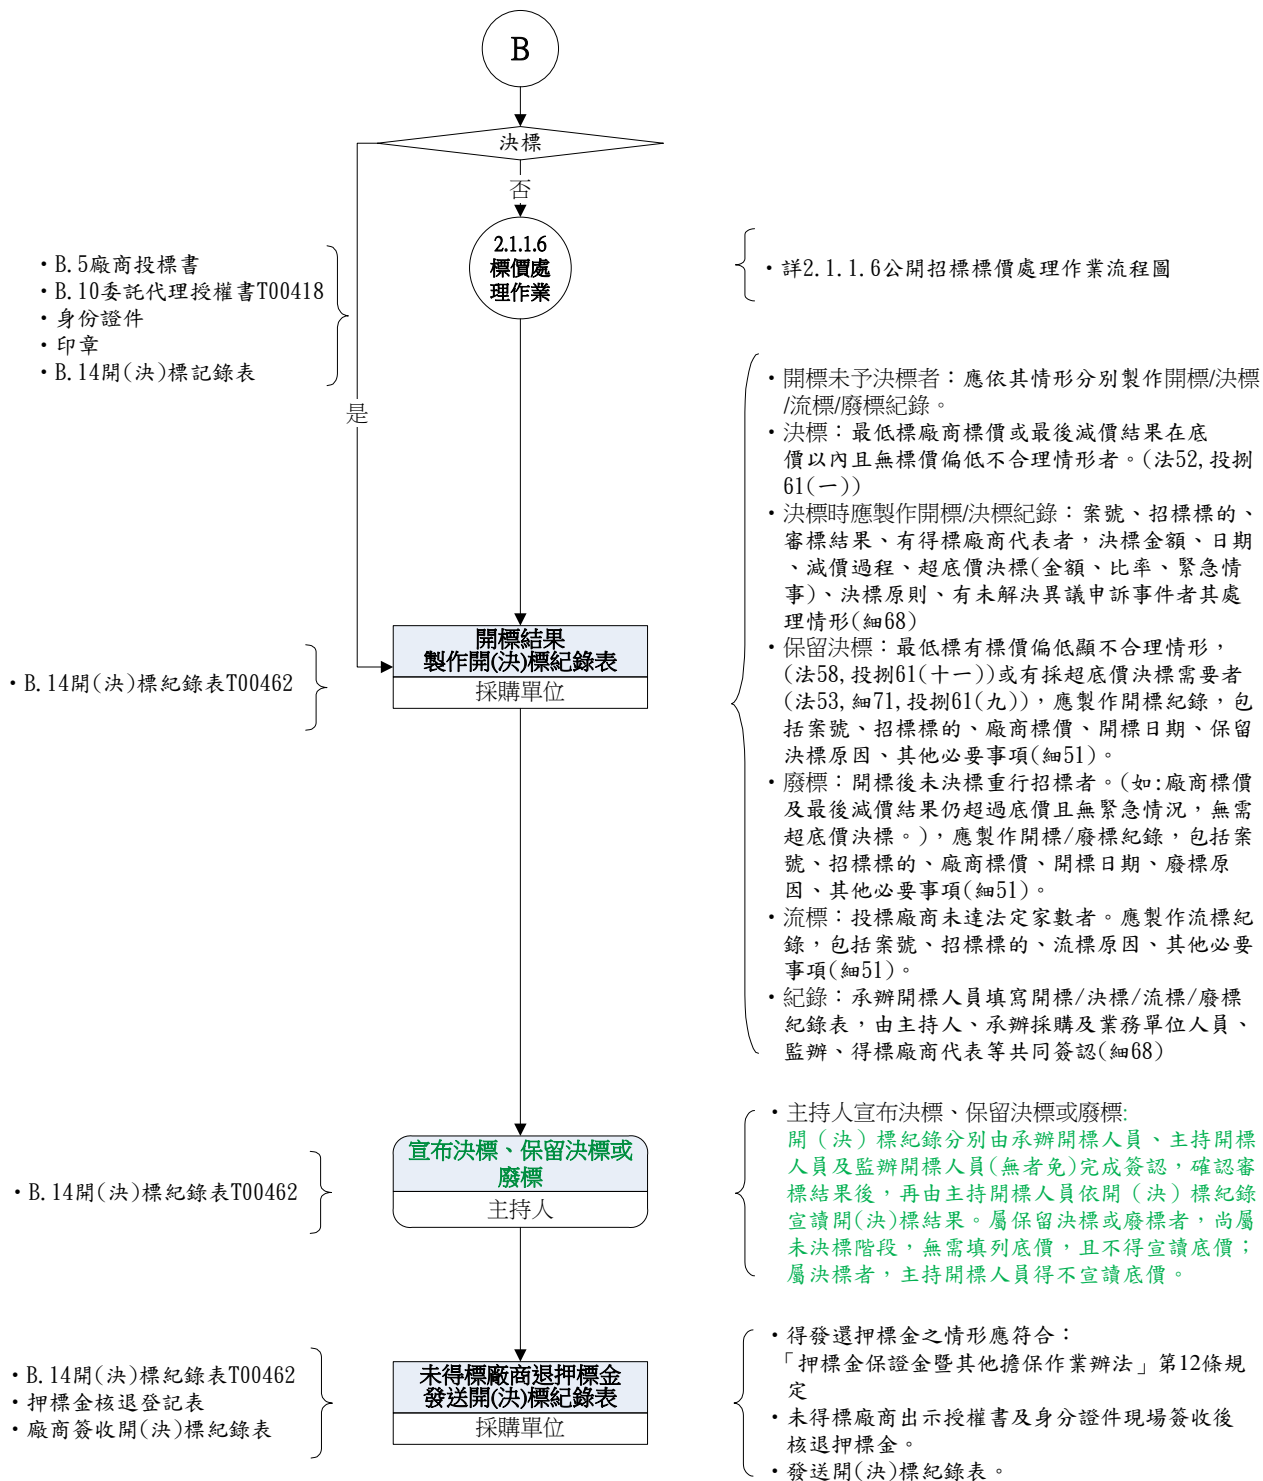 B
決標
否
是
2.1.1.6
標價處
理作業
・B.5廠商投標書
・B.10委託代理授權書T00418
・身份證件
・印章
・B.14開(決)標記錄表
・詳2.1.1.6公開招標標價處理作業流程圖
・開標未予決標者：應依其情形分別製作開標/決標
/流標/廢標紀錄。
・決標：最低標廠商標價或最後減價結果在底
價以內且無標價偏低不合理情形者。(法52,投捌
61(一))
・決標時應製作開標/決標紀錄：案號、招標標的、
審標結果、有得標廠商代表者，決標金額、日期
、減價過程、超底價決標(金額、比率、緊急情
事)、決標原則、有未解決異議申訴事件者其處
理情形(細68)
・保留決標：最低標有標價偏低顯不合理情形，
(法58,投捌61(十一))或有採超底價決標需要者
(法53,細71,投捌61(九))，應製作開標紀錄，包
括案號、招標標的、廠商標價、開標日期、保留
決標原因、其他必要事項(細51)。
・廢標：開標後未決標重行招標者。(如:廠商標價
及最後減價結果仍超過底價且無緊急情況，無需
超底價決標。)，應製作開標/廢標紀錄，包括案
號、招標標的、廠商標價、開標日期、廢標原
因、其他必要事項(細51)。
・流標：投標廠商未達法定家數者。應製作流標紀
錄，包括案號、招標標的、流標原因、其他必要
事項(細51)。
・紀錄：承辦開標人員填寫開標/決標/流標/廢標
紀錄表，由主持人、承辦採購及業務單位人員、
監辦、得標廠商代表等共同簽認(細68)
開標結果
製作開(決)標紀錄表
採購單位
・B.14開(決)標紀錄表T00462
宣布決標、保留決標或
廢標
主持人
・B.14開(決)標紀錄表T00462
・主持人宣布決標、保留決標或廢標:
開（決）標紀錄分別由承辦開標人員、主持開標
人員及監辦開標人員(無者免)完成簽認，確認審
標結果後，再由主持開標人員依開（決）標紀錄
宣讀開(決)標結果。屬保留決標或廢標者，尚屬
未決標階段，無需填列底價，且不得宣讀底價；
屬決標者，主持開標人員得不宣讀底價。
未得標廠商退押標金
發送開(決)標紀錄表
採購單位
・B.14開(決)標紀錄表T00462
・押標金核退登記表
・廠商簽收開(決)標紀錄表
・得發還押標金之情形應符合：
「押標金保證金暨其他擔保作業辦法」第12條規
定
・未得標廠商出示授權書及身分證件現場簽收後
核退押標金。
・發送開(決)標紀錄表。